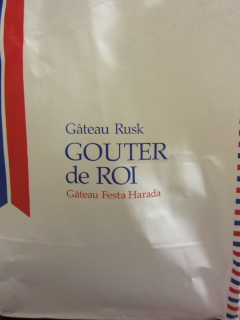 Gâteau Rusk
GOUTER
de ROI
Gâteau Festa Harada